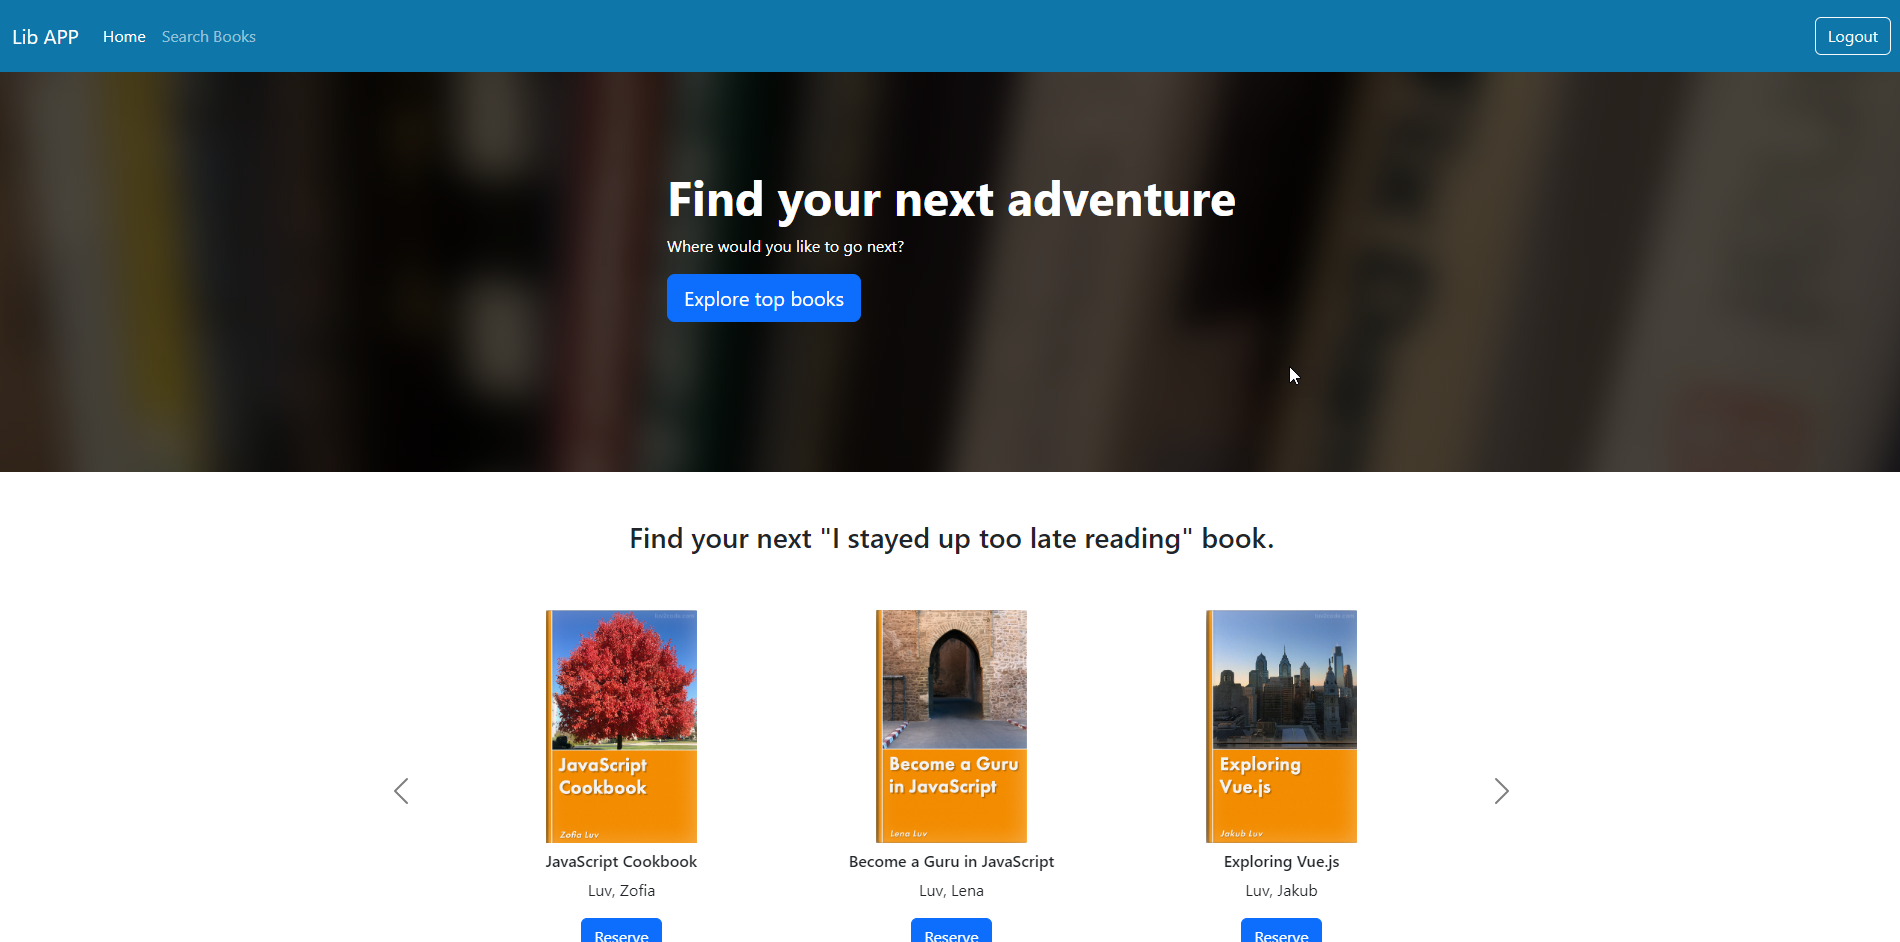 Lib APP Home Search Books Logout
Find your next adventure
Where would you like to go next?
Explore top books
Find your next "I stayed up too late reading" book.
JavaScript
Cookbook
Zofia Luv
Become a Guru
in JavaScript
Lena Luv
Exploring
Vue.js
Jakub Luv
JavaScript Cookbook
Become a Guru in JavaScript
Exploring Vue.js
Luv, Zofia
Luv, Lena
Luv, Jakub
Reserve
Reserve
Reserve